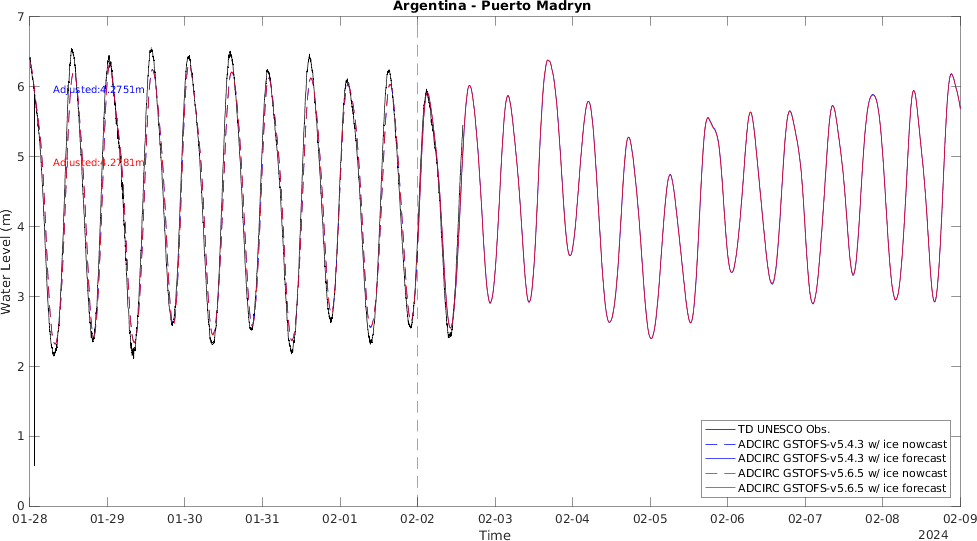 Argentina - Puerto Madryn
7
6
5
4
3
2
1
0
Water Level (m)
Adjusted:4.2751m
Adjusted:4.2781m
TD UNESCO Obs.
ADCIRC GSTOFS-v5.4.3 w/ ice nowcast
ADCIRC GSTOFS-v5.4.3 w/ ice forecast
ADCIRC GSTOFS-v5.6.5 w/ ice nowcast
ADCIRC GSTOFS-v5.6.5 w/ ice forecast
01-28 01-29 01-30 01-31 02-01 02-02 02-03 02-04 02-05 02-06 02-07 02-08 02-09
Time
2024